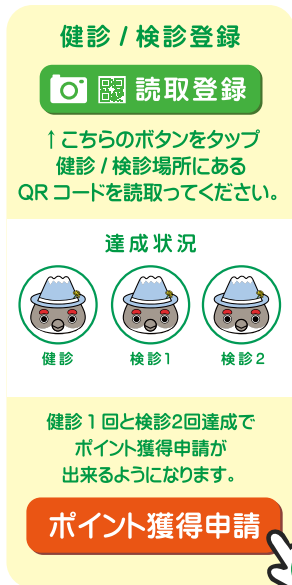 健診/検診登録
読取登録
↑こちらのボタンをタップ
健診/検診場所にある
QRコードを読取ってください。
達成状況
健診 検診1 検診2
健診1回と検診2回達成で
ポイント獲得申請が
出来るようになります。
ポイント獲得申請